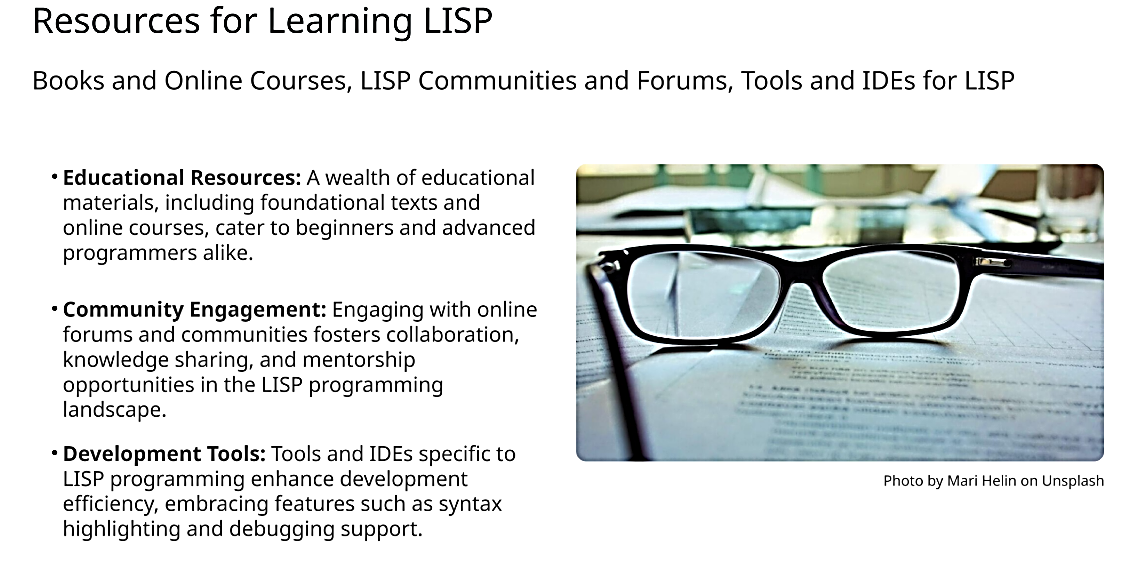 Resources for Learning LISP
Books and Online Courses, LISP Communities and Forums, Tools and IDEs for LISP
• Educational Resources: A wealth of educational
materials, including foundational texts and
online courses, cater to beginners and advanced
programmers alike.
• Community Engagement: Engaging with online
forums and communities fosters collaboration,
knowledge sharing, and mentorship
opportunities in the LISP programming
landscape.
• Development Tools: Tools and IDEs specific to
LISP programming enhance development
efficiency, embracing features such as syntax
highlighting and debugging support.
Photo by Mari Helin on Unsplash